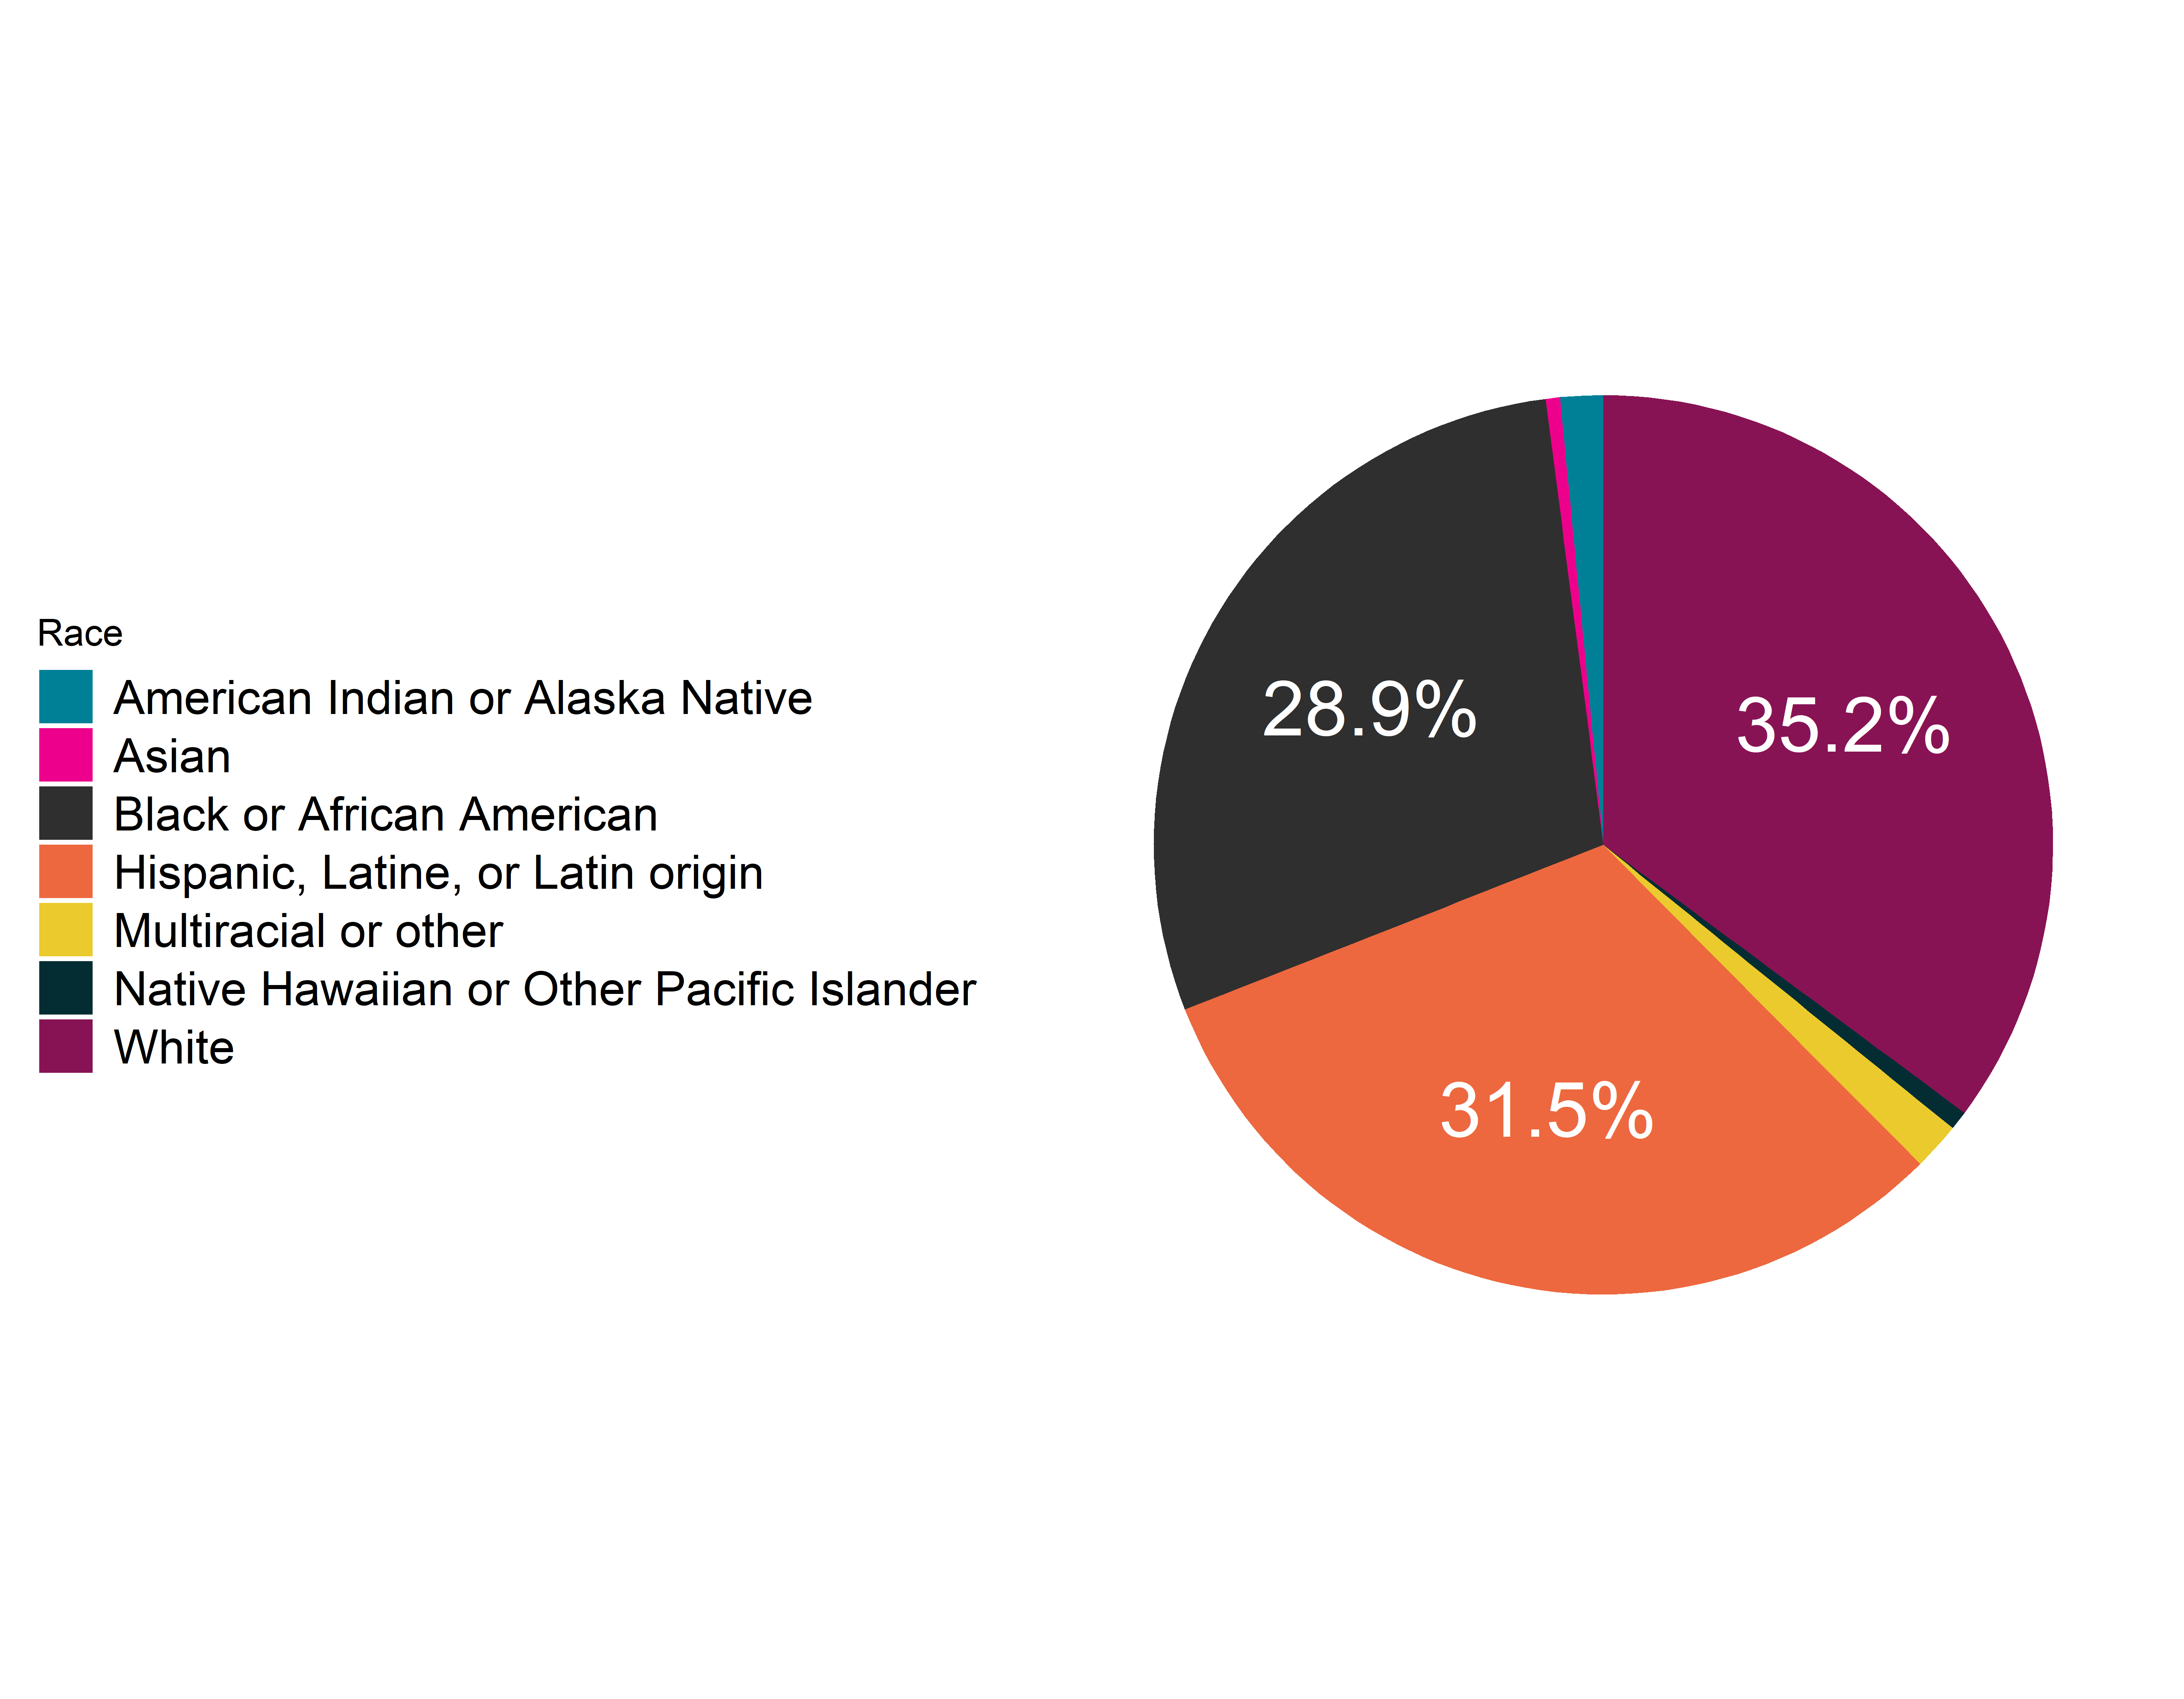 Race
American Indian or Alaska Native
Asian
Black or African American
Hispanic, Latine, or Latin origin
Multiracial or other
Native Hawaiian or Other Pacific Islander
White
28.9%
35.2%
31.5%